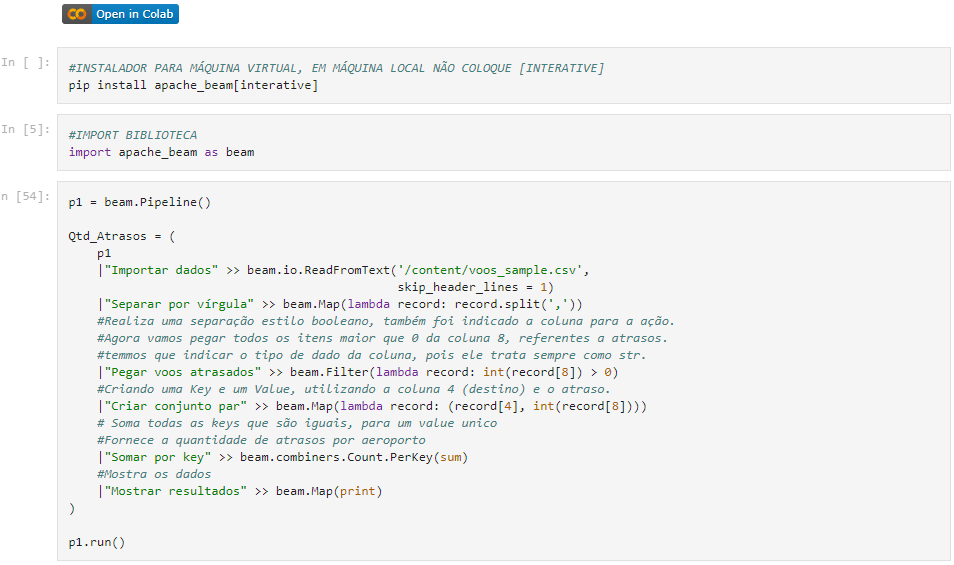 Open in Colab
In [ ]:
#INSTALADOR PARA MÁQUINA VIRTUAL, EM MÁQUINA LOCAL NÃO COLOQUE [INTERATIVE]
pip install apache_beam[interative]
In [5]:
#IMPORT BIBLIOTECA
import apache_beam as beam
n [54]:
p1 = beam.Pipeline()
Qtd_Atrasos = (
p1
|"Importar dados" >> beam.io.ReadFromText('/content/voos_sample.csv',
skip_header_lines = 1)
|"Separar por vírgula" >> beam.Map(lambda record: record.split(','))
#Realiza uma separação estilo booleano, também foi indicado a coluna para a ação.
#Agora vamos pegar todos os itens maior que 0 da coluna 8, referentes a atrasos.
#temmos que indicar o tipo de dado da coluna, pois ele trata sempre como str.
|"Pegar voos atrasados" >> beam.Filter(lambda record: int(record[8]) > 0)
#Criando uma Key e um Value, utilizando a coluna 4 (destino) e o atraso.
|"Criar conjunto par" >> beam.Map(lambda record: (record[4], int(record[8])))
# Soma todas as keys que são iguais, para um value unico
#Fornece a quantidade de atrasos por aeroporto
|"Somar por key" >> beam.combiners.Count.PerKey(sum)
#Mostra os dados
|"Mostrar resultados" >> beam.Map(print)
)
p1.run()